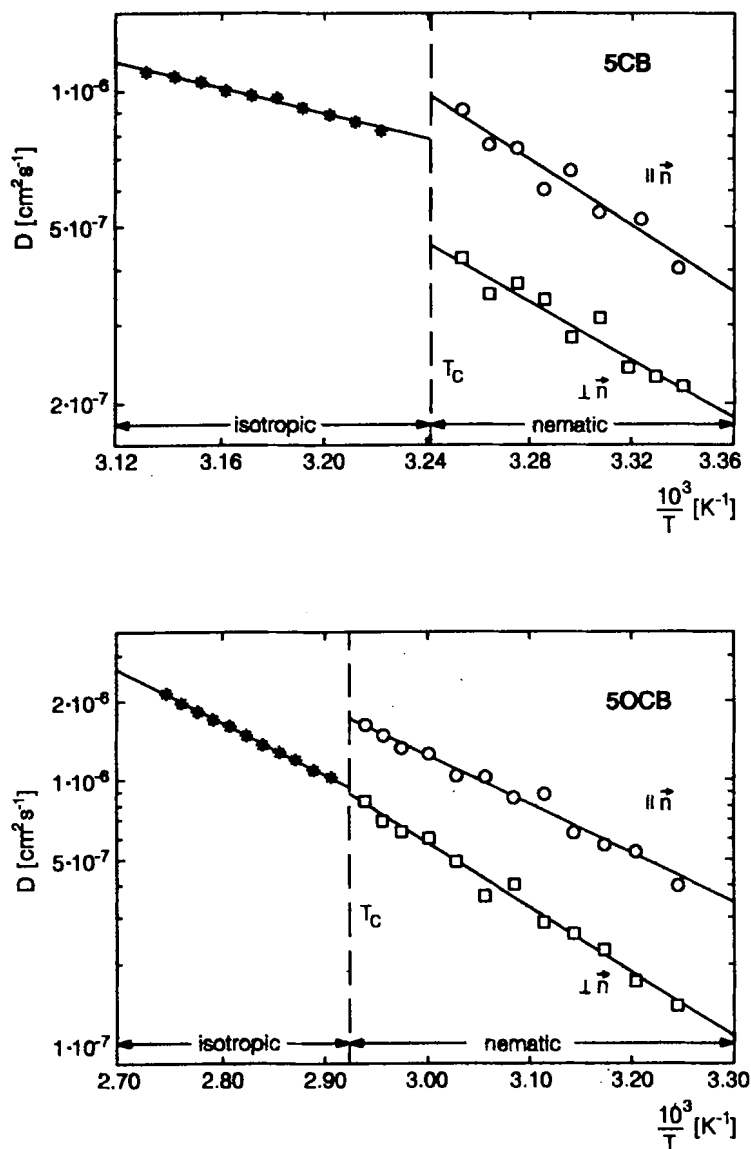 5CB
1·10⁻⁶
5·10⁻⁷
2·10⁻⁷
D [cm²s⁻¹]
|| n⃗
⊥ n⃗
T_C
isotropic
nematic
3.12 3.16 3.20 3.24 3.28 3.32 3.36
10³/T [K⁻¹]
5OCB
2·10⁻⁶
1·10⁻⁶
5·10⁻⁷
1·10⁻⁷
D [cm²s⁻¹]
|| n⃗
⊥ n⃗
T_C
isotropic
nematic
2.70 2.80 2.90 3.00 3.10 3.20 3.30
10³/T [K⁻¹]